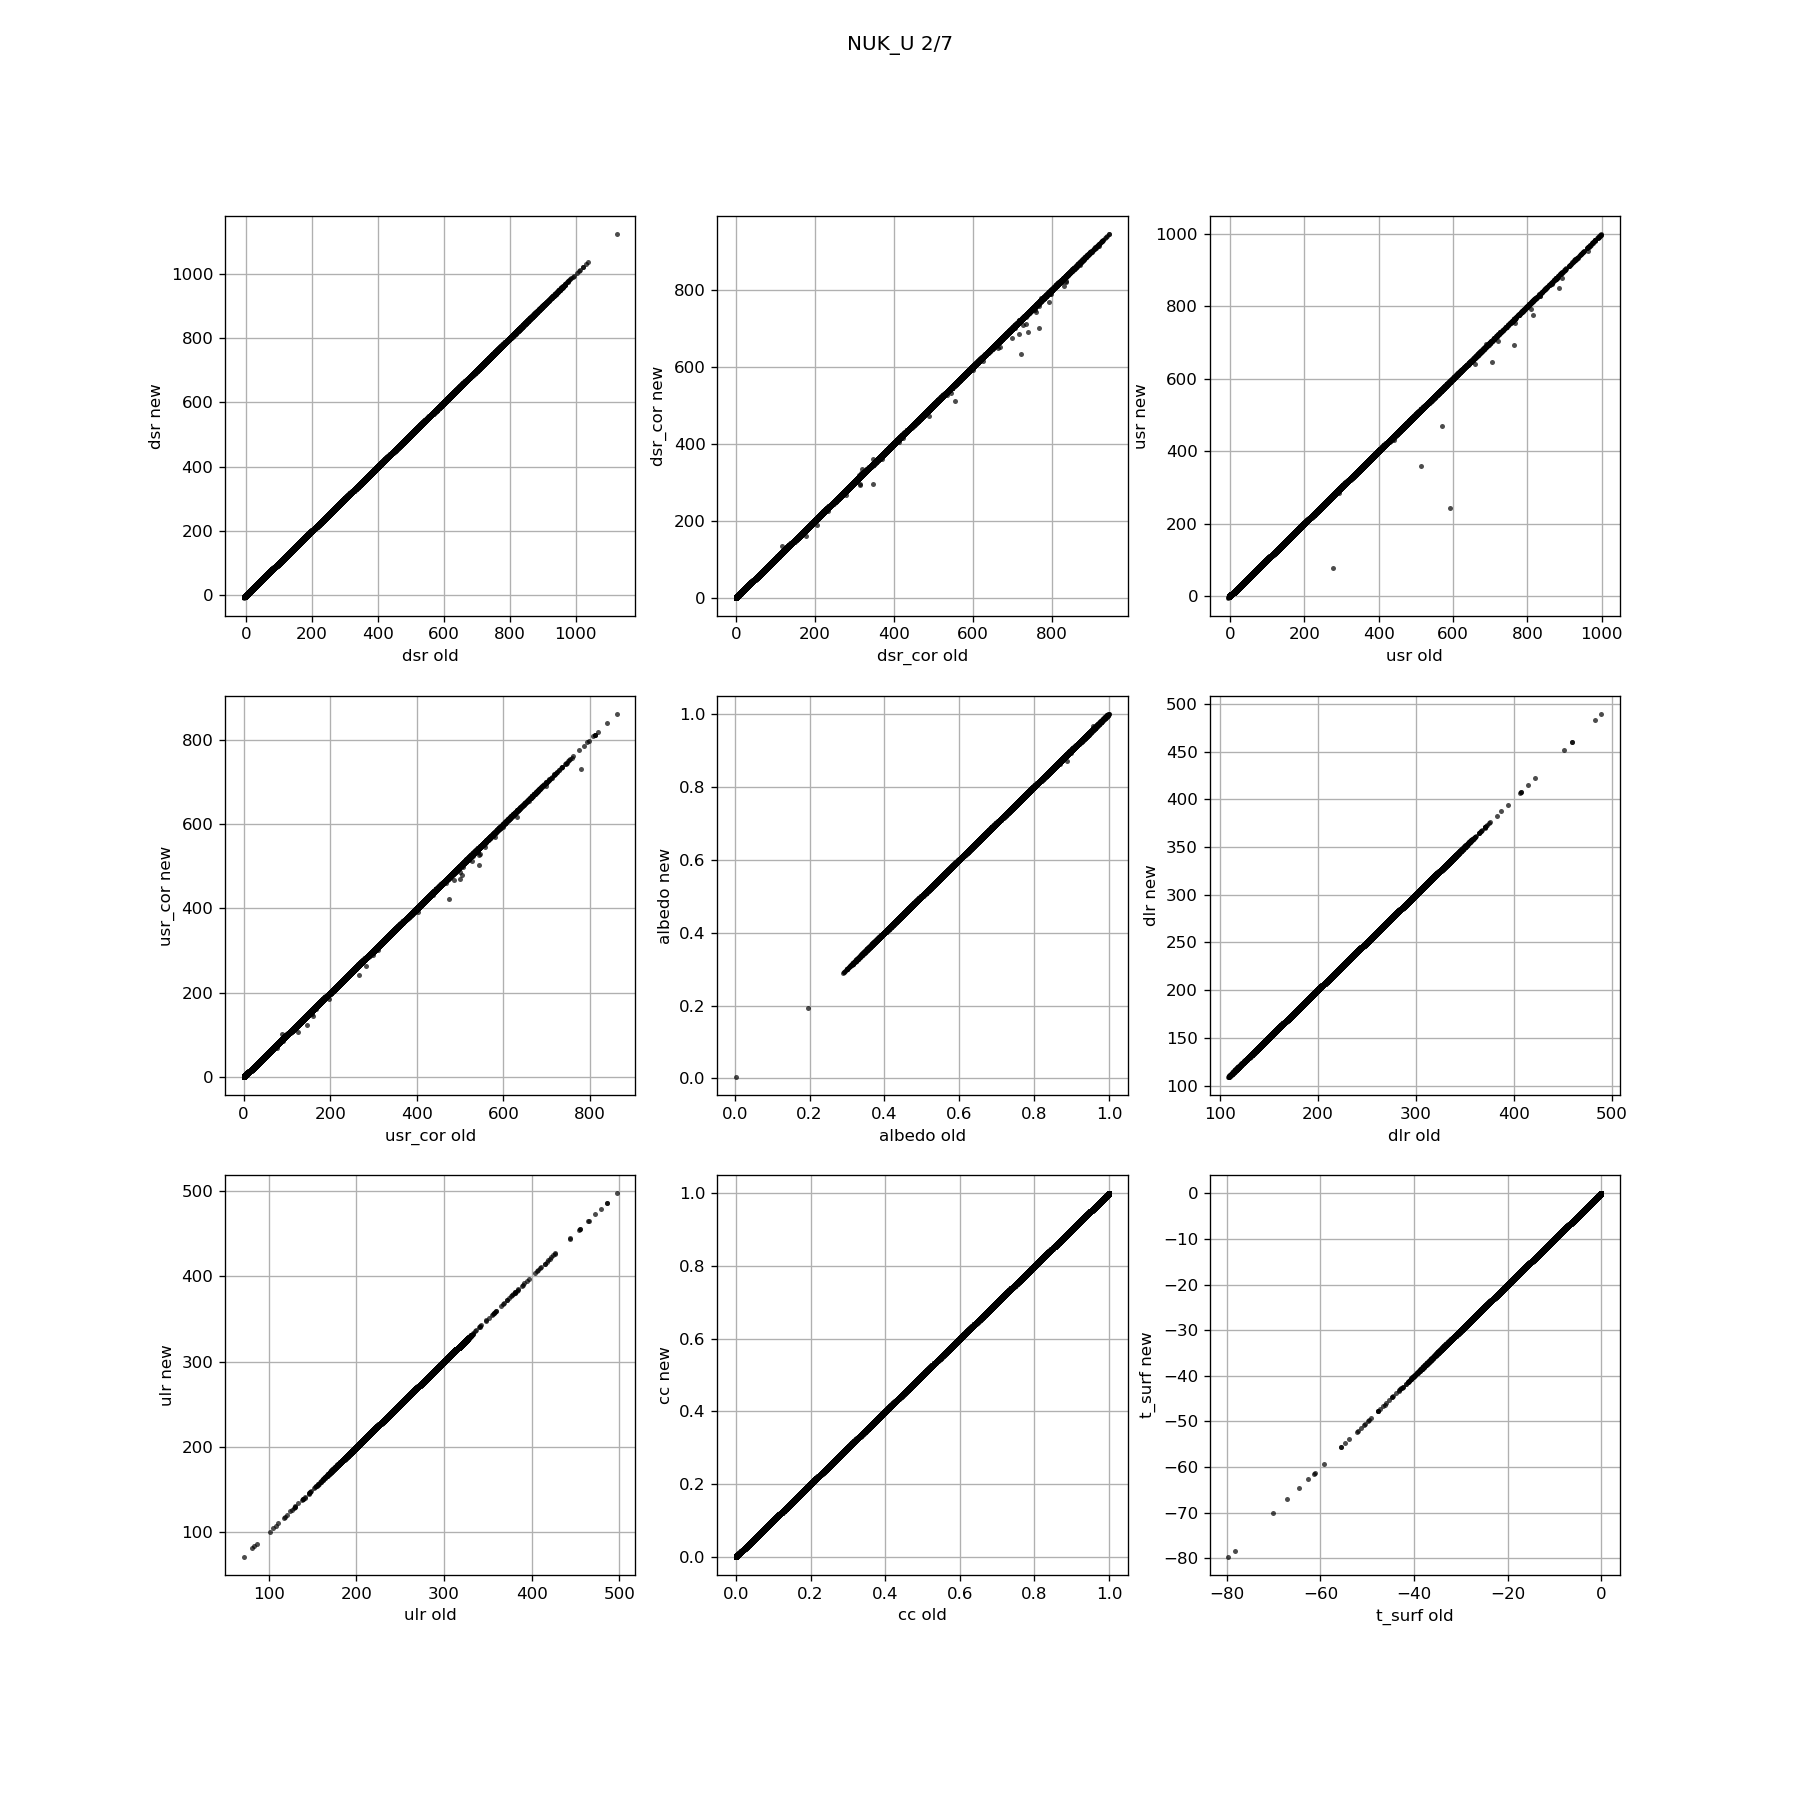 NUK_U 2/7
dsr new
1000
800
600
400
200
0
0 200 400 600 800 1000
dsr old
dsr_cor new
800
600
400
200
0
0 200 400 600 800
dsr_cor old
usr new
1000
800
600
400
200
0
0 200 400 600 800 1000
usr old
usr_cor new
800
600
400
200
0
0 200 400 600 800
usr_cor old
albedo new
1.0
0.8
0.6
0.4
0.2
0.0
0.0 0.2 0.4 0.6 0.8 1.0
albedo old
dlr new
500
450
400
350
300
250
200
150
100
100 200 300 400 500
dlr old
ulr new
500
400
300
200
100
100 200 300 400 500
ulr old
cc new
1.0
0.8
0.6
0.4
0.2
0.0
0.0 0.2 0.4 0.6 0.8 1.0
cc old
t_surf new
0
−10
−20
−30
−40
−50
−60
−70
−80
−80 −60 −40 −20 0
t_surf old